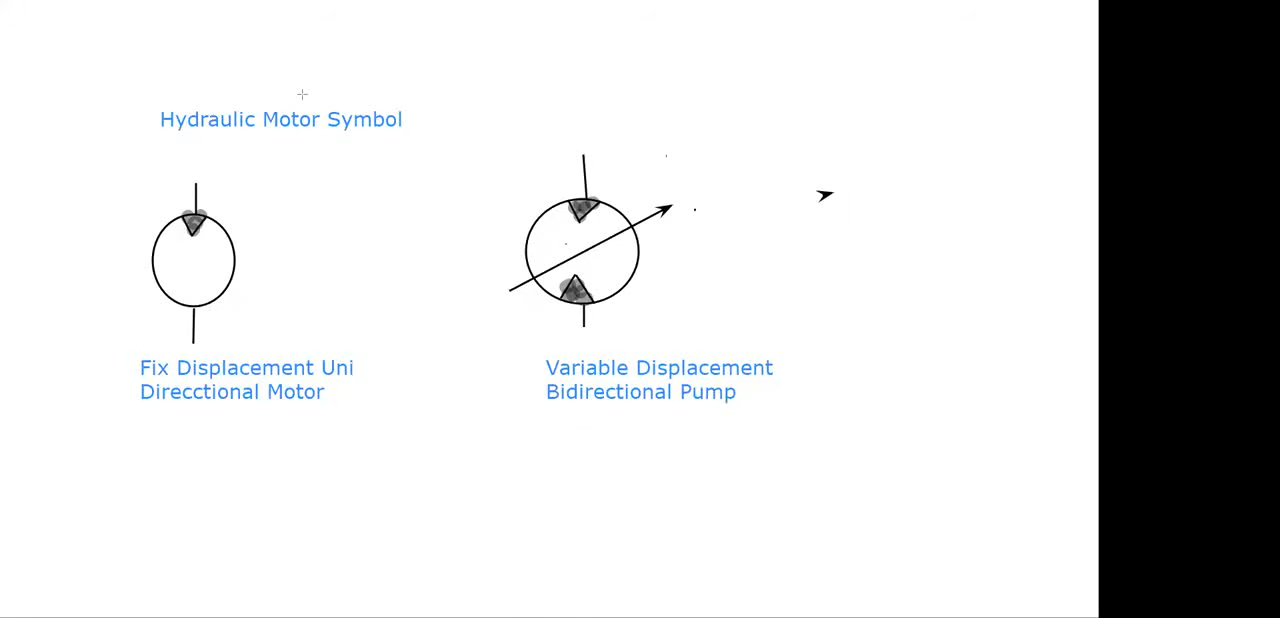 Hydraulic Motor Symbol
Fix Displacement Uni
Direcctional Motor
Variable Displacement
Bidirectional Pump